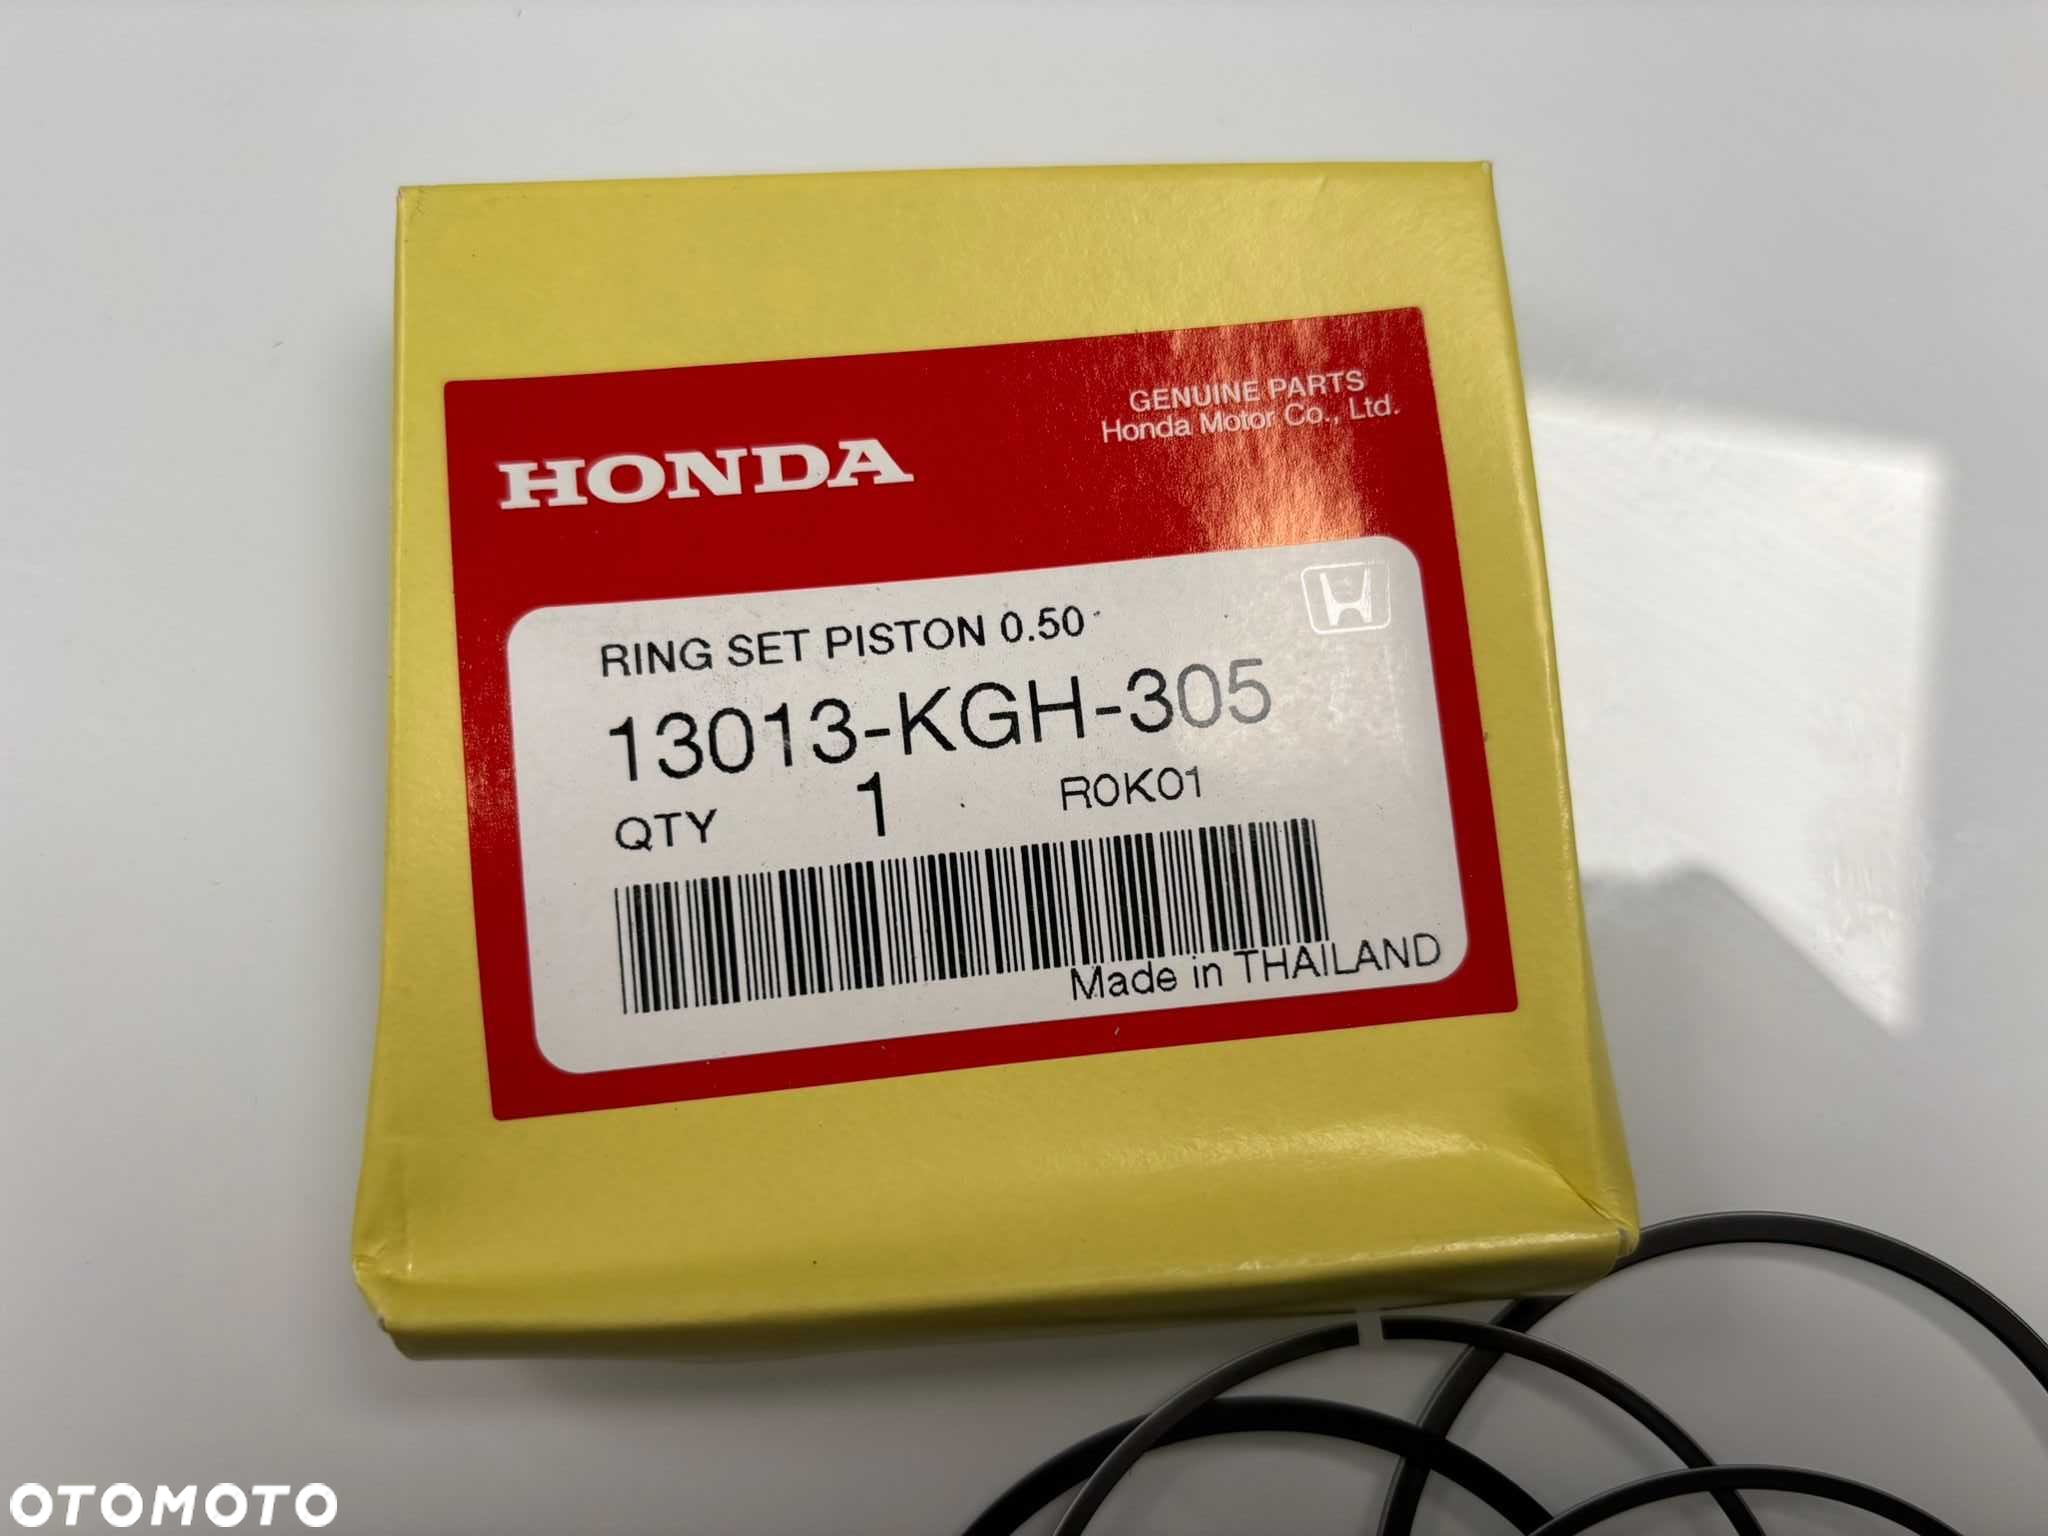 GENUINE PARTS
Honda Motor Co., Ltd.
HONDA
RING SET PISTON 0.50
13013-KGH-305
QTY 1 R0K01
Made in THAILAND
OTOMOTO